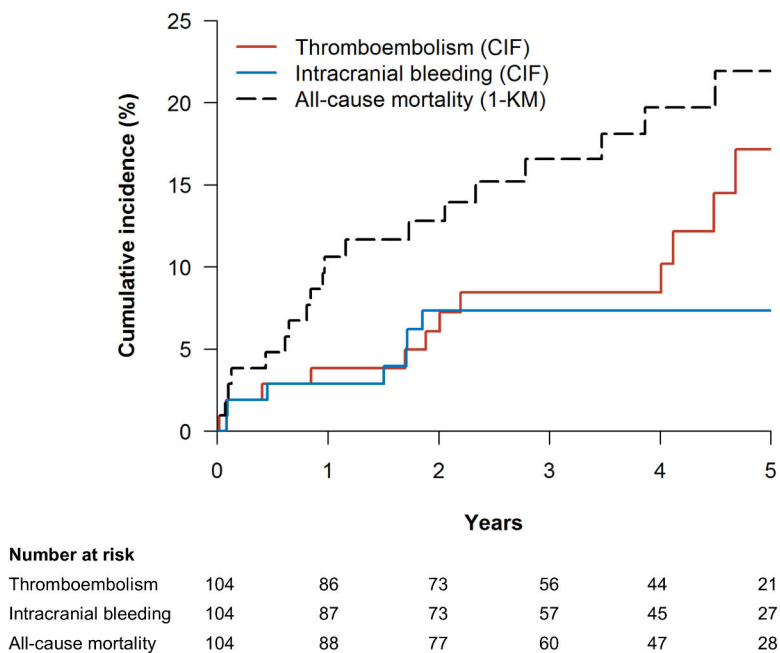 25
Thromboembolism (CIF)
Intracranial bleeding (CIF)
All-cause mortality (1-KM)
20
15
10
5
0
Cumulative incidence (%)
0 1 2 3 4 5
Years
Number at risk
Thromboembolism 104 86 73 56 44 21
Intracranial bleeding 104 87 73 57 45 27
All-cause mortality 104 88 77 60 47 28